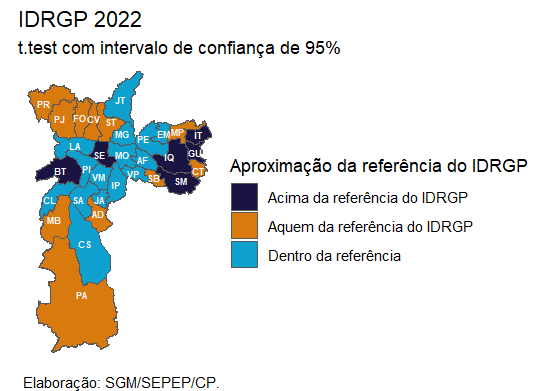 IDRGP 2022
t.test com intervalo de confiança de 95%
JT
PR
PJ
FO
CV
ST
MG
EM
MP
IT
PE
LA
SE
MO
AF
IQ
GU
BT
PI
VM
IP
VP
SB
SM
CT
CL
SA
JA
AD
MB
CS
PA
Aproximação da referência do IDRGP
Acima da referência do IDRGP
Aquem da referência do IDRGP
Dentro da referência
Elaboração: SGM/SEPEP/CP.